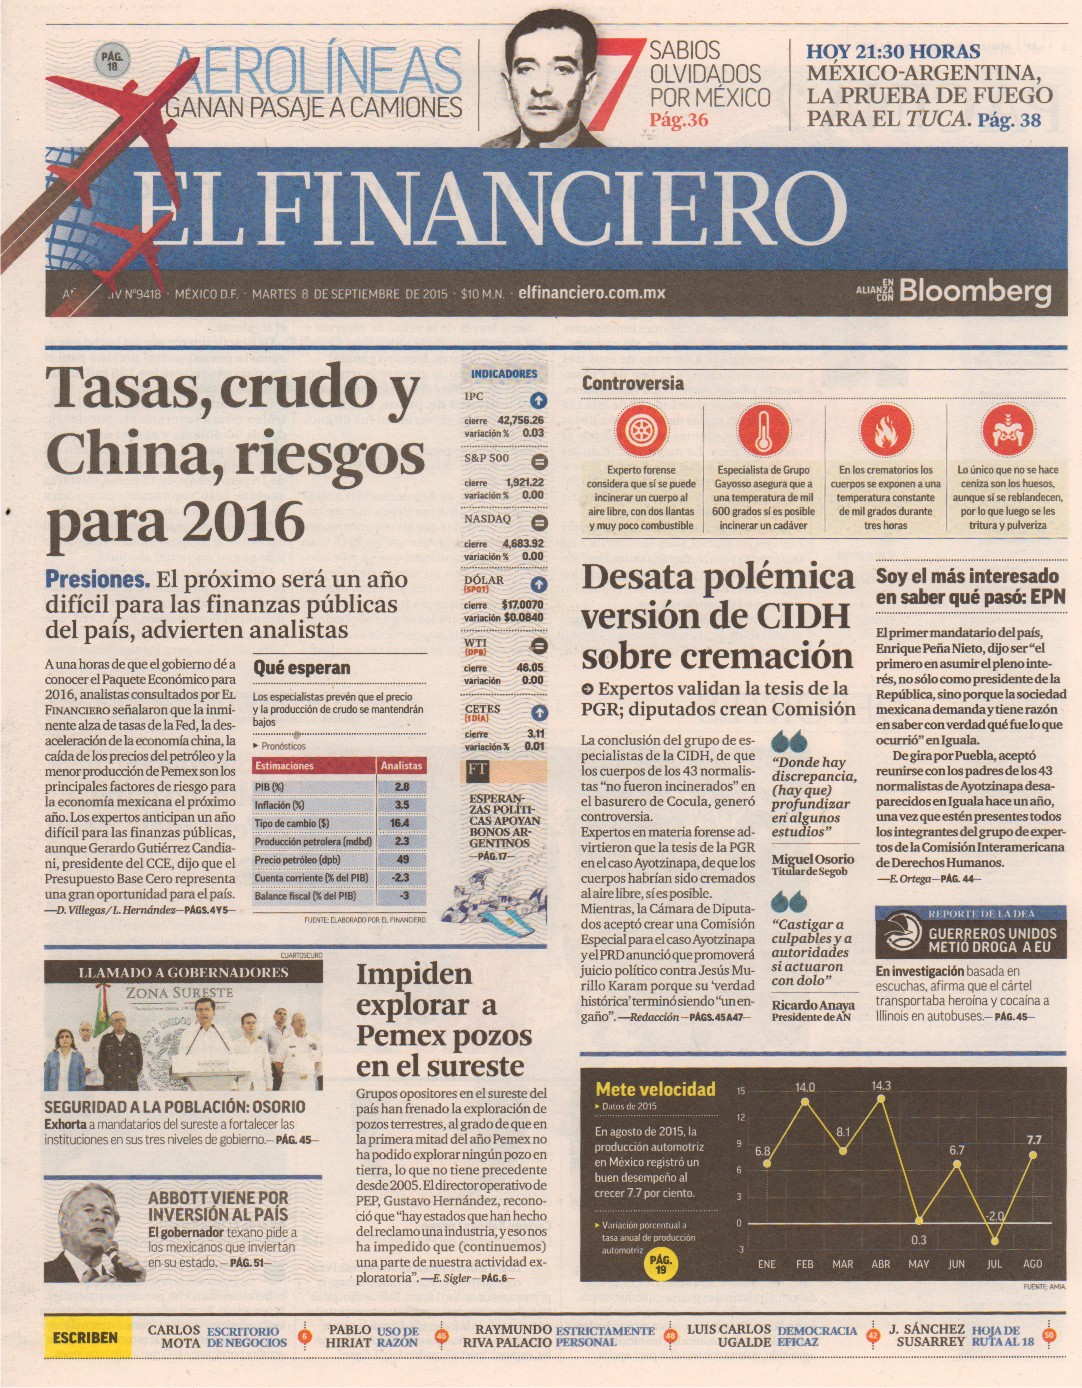 PÁG.
18
AEROLÍNEAS
GANAN PASAJE A CAMIONES
7
SABIOS
OLVIDADOS
POR MÉXICO
Pág.36
HOY 21:30 HORAS
MÉXICO-ARGENTINA,
LA PRUEBA DE FUEGO
PARA EL TUCA. Pág. 38
EL FINANCIERO
Nº9418 · MÉXICO D.F. · MARTES 8 DE SEPTIEMBRE DE 2015 · $10 M.N. · elfinanciero.com.mx
EN
ALIANZA
CON
Bloomberg
Tasas, crudo y
China, riesgos
para 2016
Presiones. El próximo será un año
difícil para las finanzas públicas
del país, advierten analistas
A una horas de que el gobierno dé a
conocer el Paquete Económico para
2016, analistas consultados por EL
FINANCIERO señalaron que la inmi-
nente alza de tasas de la Fed, la des-
aceleración de la economía china, la
caída de los precios del petróleo y la
menor producción de Pemex son los
principales factores de riesgo para
la economía mexicana el próximo
año. Los expertos anticipan un año
difícil para las finanzas públicas,
aunque Gerardo Gutiérrez Candia-
ni, presidente del CCE, dijo que el
Presupuesto Base Cero representa
una gran oportunidad para el país.
—D. Villegas / L. Hernández—PÁGS. 4 Y 5—
Qué esperan
Los especialistas prevén que el precio
y la producción de crudo se mantendrán
bajos
▸ Pronósticos
Estimaciones Analistas
PIB (%) 2.8
Inflación (%) 3.5
Tipo de cambio ($) 16.4
Producción petrolera (mdbd) 2.3
Precio petróleo (dpb) 49
Cuenta corriente (% del PIB) -2.3
Balance fiscal (% del PIB) -3
FUENTE: ELABORADO POR EL FINANCIERO.
INDICADORES
IPC
cierre 42,756.26
variación % 0.03
S&P 500
cierre 1,921.22
variación % 0.00
NASDAQ
cierre 4,683.92
variación % 0.00
DÓLAR
(SPOT)
cierre $17.0070
variación $0.0840
WTI
(DPB)
cierre 46.05
variación 0.00
CETES
(1 DÍA)
cierre 3.11
variación % 0.01
FT
ESPERAN-
ZAS POLÍTI-
CAS APOYAN
BONOS AR-
GENTINOS
—PÁG.17—
Controversia
Experto forense
considera que sí se puede
incinerar un cuerpo al
aire libre, con dos llantas
y muy poco combustible
Especialista de Grupo
Gayosso asegura que a
una temperatura de mil
600 grados sí es posible
incinerar un cadáver
En los crematorios los
cuerpos se exponen a una
temperatura constante
de mil grados durante
tres horas
Lo único que no se hace
ceniza son los huesos,
aunque sí se reblandecen,
por lo que luego se les
tritura y pulveriza
Desata polémica
versión de CIDH
sobre cremación
Expertos validan la tesis de la
PGR; diputados crean Comisión
La conclusión del grupo de es-
pecialistas de la CIDH, de que
los cuerpos de los 43 normalis-
tas “no fueron incinerados” en
el basurero de Cocula, generó
controversia.
Expertos en materia forense ad-
virtieron que la tesis de la PGR
en el caso Ayotzinapa, de que los
cuerpos habrían sido cremados
al aire libre, sí es posible.
Mientras, la Cámara de Diputa-
dos aceptó crear una Comisión
Especial para el caso Ayotzinapa
y el PRD anunció que promoverá
juicio político contra Jesús Mu-
rillo Karam porque su ‘verdad
histórica’ terminó siendo “un en-
gaño”. —Redacción —PÁGS. 45 A 47—
“Donde hay
discrepancia,
(hay que)
profundizar
en algunos
estudios”
Miguel Osorio
Titular de Segob
“Castigar a
culpables y a
autoridades
si actuaron
con dolo”
Ricardo Anaya
Presidente de AN
Soy el más interesado
en saber qué pasó: EPN
El primer mandatario del país,
Enrique Peña Nieto, dijo ser “el
primero en asumir el pleno inte-
rés, no sólo como presidente de la
República, sino porque la sociedad
mexicana demanda y tiene razón
en saber con verdad qué fue lo que
ocurrió” en Iguala.
De gira por Puebla, aceptó
reunirse con los padres de los 43
normalistas de Ayotzinapa desa-
parecidos en Iguala hace un año,
una vez que estén presentes todos
los integrantes del grupo de exper-
tos de la Comisión Interamericana
de Derechos Humanos.
—E. Ortega—PÁG. 44—
REPORTE DE LA DEA
GUERREROS UNIDOS
METIÓ DROGA A EU
En investigación basada en
escuchas, afirma que el cártel
transportaba heroína y cocaína a
Illinois en autobuses.— PÁG. 45—
CUARTOSCURO
LLAMADO A GOBERNADORES
ZONA SURESTE
SEGURIDAD A LA POBLACIÓN: OSORIO
Exhorta a mandatarios del sureste a fortalecer las
instituciones en sus tres niveles de gobierno.— PÁG. 45—
ABBOTT VIENE POR
INVERSIÓN AL PAÍS
El gobernador texano pide a
los mexicanos que inviertan
en su estado. — PÁG. 51—
Impiden
explorar a
Pemex pozos
en el sureste
Grupos opositores en el sureste del
país han frenado la exploración de
pozos terrestres, al grado de que en
la primera mitad del año Pemex no
ha podido explorar ningún pozo en
tierra, lo que no tiene precedente
desde 2005. El director operativo de
PEP, Gustavo Hernández, recono-
ció que “hay estados que han hecho
del reclamo una industria, y eso nos
ha impedido que (continuemos)
una parte de nuestra actividad ex-
ploratoria”. —E. Sigler —PÁG. 6—
Mete velocidad
▸ Datos de 2015
En agosto de 2015, la
producción automotriz
en México registró un
buen desempeño al
crecer 7.7 por ciento.
▸ Variación porcentual a
tasa anual de producción
automotriz
PÁG.
19
15
12
9
6
3
0
3
6.8
14.0
8.1
14.3
0.3
6.7
-2.0
7.7
ENE FEB MAR ABR MAY JUN JUL AGO
FUENTE: AMIA.
ESCRIBEN
CARLOS
MOTA
ESCRITORIO
DE NEGOCIOS
6
PABLO
HIRIAT
USO DE
RAZÓN
46
RAYMUNDO
RIVA PALACIO
ESTRICTAMENTE
PERSONAL
48
LUIS CARLOS
UGALDE
DEMOCRACIA
EFICAZ
42
J. SÁNCHEZ
SUSARREY
HOJA DE
RUTA AL 18
50